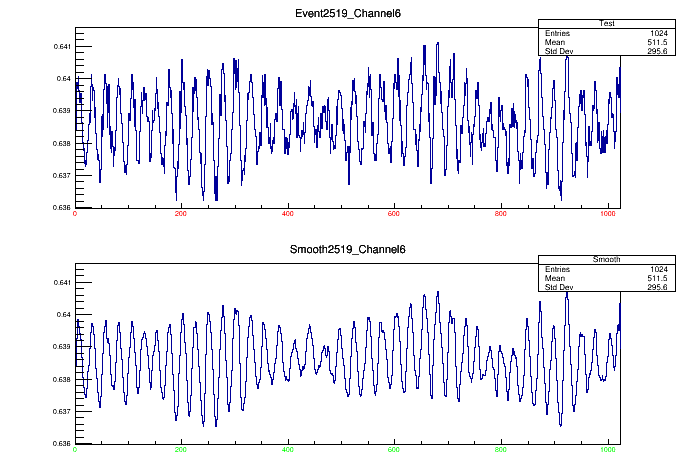 Event2519_Channel6
Test
Entries 1024
Mean 511.5
Std Dev 295.6
0.641
0.64
0.639
0.638
0.637
0.636
0 200 400 600 800 1000
Smooth2519_Channel6
Smooth
Entries 1024
Mean 511.5
Std Dev 295.6
0.641
0.64
0.639
0.638
0.637
0.636
0 200 400 600 800 1000